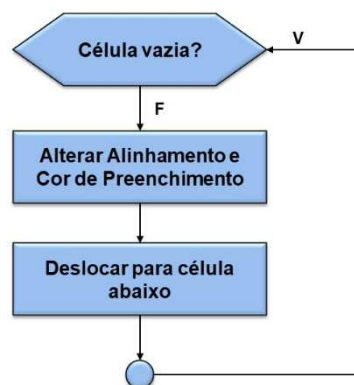 Célula vazia?
V
F
Alterar Alinhamento e
Cor de Preenchimento
Deslocar para célula
abaixo